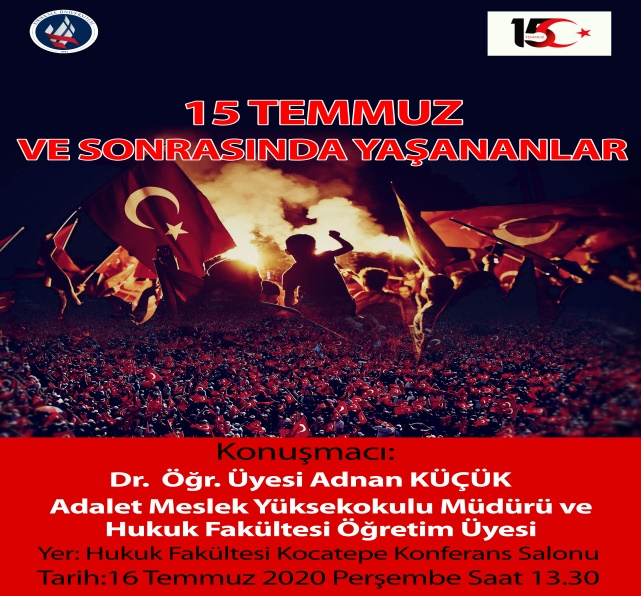 15
TEMMUZ
15 TEMMUZ
VE SONRASINDA YAŞANANLAR
Konuşmacı:
Dr. Öğr. Üyesi Adnan KÜÇÜK
Adalet Meslek Yüksekokulu Müdürü ve
Hukuk Fakültesi Öğretim Üyesi
Yer: Hukuk Fakültesi Kocatepe Konferans Salonu
Tarih:16 Temmuz 2020 Perşembe Saat 13.30